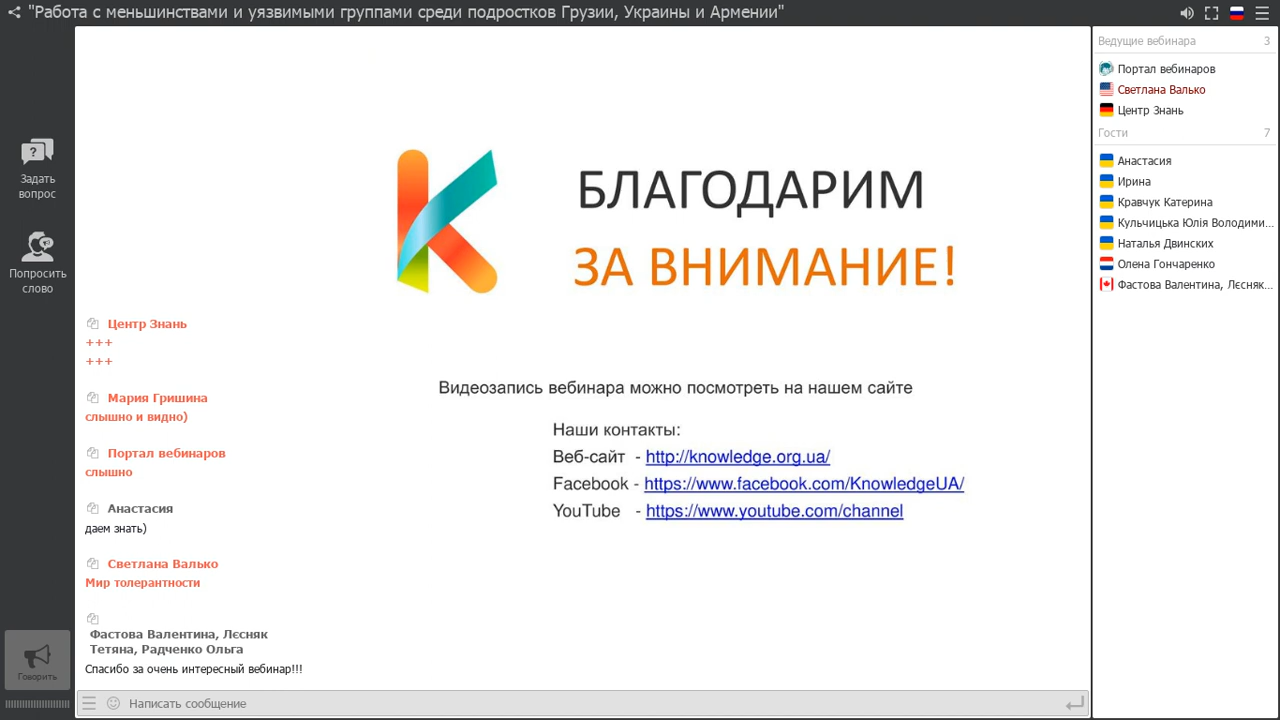 "Работа с меньшинствами и уязвимыми группами среди подростков Грузии, Украины и Армении"
Задать
вопрос
Попросить
слово
Говорить
БЛАГОДАРИМ
ЗА ВНИМАНИЕ!
Видеозапись вебинара можно посмотреть на нашем сайте
Наши контакты:
Веб-сайт - http://knowledge.org.ua/
Facebook - https://www.facebook.com/KnowledgeUA/
YouTube - https://www.youtube.com/channel
Центр Знань
+++
+++
Мария Гришина
слышно и видно)
Портал вебинаров
слышно
Анастасия
даем знать)
Светлана Валько
Мир толерантности
Фастова Валентина, Лєсняк
Тетяна, Радченко Ольга
Спасибо за очень интересный вебинар!!!
Написать сообщение
Ведущие вебинара 3
Портал вебинаров
Светлана Валько
Центр Знань
Гости 7
Анастасия
Ирина
Кравчук Катерина
Кульчицька Юлія Володими...
Наталья Двинских
Олена Гончаренко
Фастова Валентина, Лєсняк...